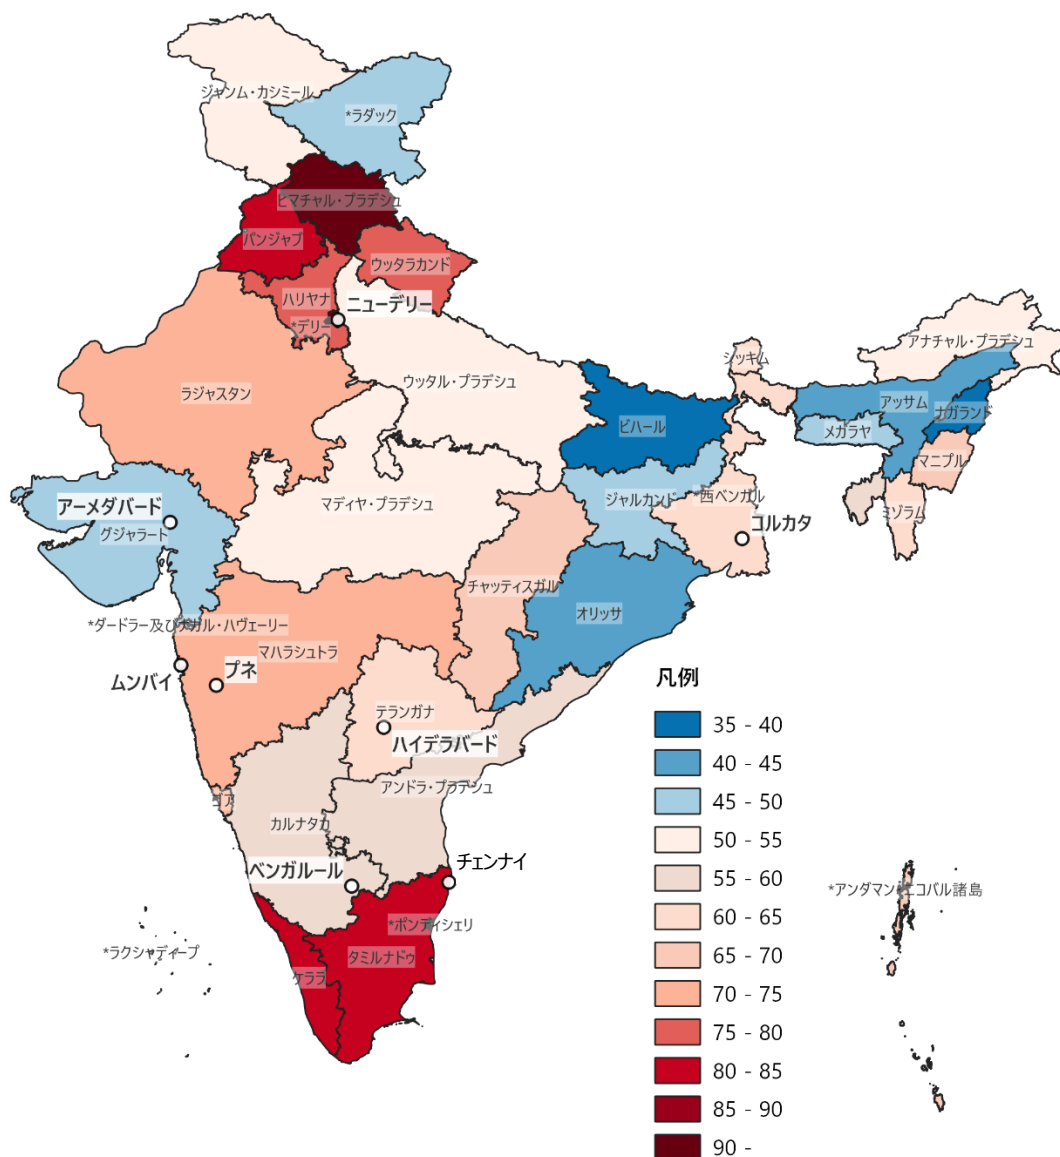 ジャンム・カシミール
*ラダック
ヒマチャル・プラデシュ
パンジャブ
ウッタラカンド
ハリヤナ
ニューデリー
*デリー
シッキム
アナチャル・プラデシュ
ラジャスタン
ウッタル・プラデシュ
アッサム
ナガランド
ビハール
メガラヤ
マニプル
マディヤ・プラデシュ
ジャルカンド
*西ベンガル
ミゾラム
アーメダバード
コルカタ
グジャラート
チャッティスガル
オリッサ
*ダードラー及びナガル・ハヴェーリー
マハラシュトラ
プネ
ムンバイ
テランガナ
ハイデラバード
アンドラ・プラデシュ
ゴア
カルナタカ
ベンガルール
チェンナイ
*ポンディシェリ
*ラクシャディープ
ケララ
タミルナドゥ
*アンダマン・ニコバル諸島
凡例
35 - 40
40 - 45
45 - 50
50 - 55
55 - 60
60 - 65
65 - 70
70 - 75
75 - 80
80 - 85
85 - 90
90 -